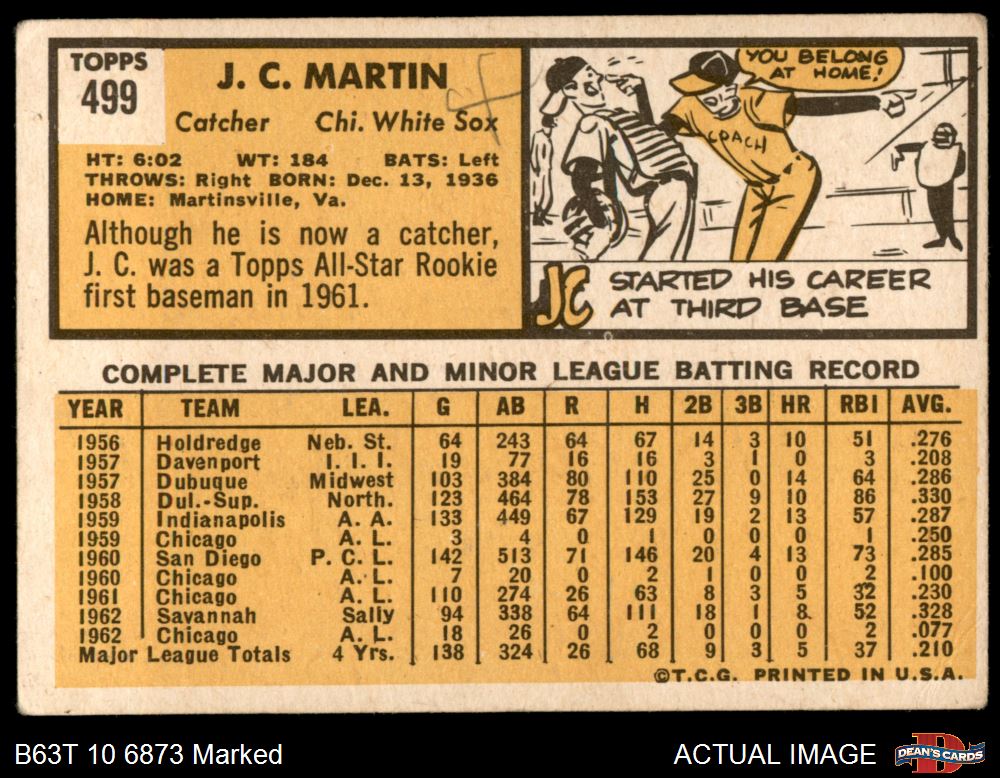 TOPPS
499
J. C. MARTIN
Catcher Chi. White Sox
HT: 6:02 WT: 184 BATS: Left
THROWS: Right BORN: Dec. 13, 1936
HOME: Martinsville, Va.
Although he is now a catcher,
J. C. was a Topps All-Star Rookie
first baseman in 1961.
YOU BELONG
AT HOME!
COACH
JC STARTED HIS CAREER
AT THIRD BASE
COMPLETE MAJOR AND MINOR LEAGUE BATTING RECORD
YEAR TEAM LEA. G AB R H 2B 3B HR RBI AVG.
1956 Holdredge Neb. St. 64 243 64 67 14 3 10 51 .276
1957 Davenport I. I. I. 19 77 16 16 3 1 0 3 .208
1957 Dubuque Midwest 103 384 80 110 25 0 14 64 .286
1958 Dul.-Sup. North. 123 464 78 153 27 9 10 86 .330
1959 Indianapolis A. A. 133 449 67 129 19 2 13 57 .287
1959 Chicago A. L. 3 4 0 1 0 0 0 1 .250
1960 San Diego P. C. L. 142 513 71 146 20 4 13 73 .285
1960 Chicago A. L. 7 20 0 2 1 0 0 2 .100
1961 Chicago A. L. 110 274 26 63 8 3 5 32 .230
1962 Savannah Sally 94 338 64 111 18 1 8 52 .328
1962 Chicago A. L. 18 26 0 2 0 0 0 2 .077
Major League Totals 4 Yrs. 138 324 26 68 9 3 5 37 .210
©T.C.G. PRINTED IN U.S.A.
B63T 10 6873 Marked
ACTUAL IMAGE
DEAN'S CARDS